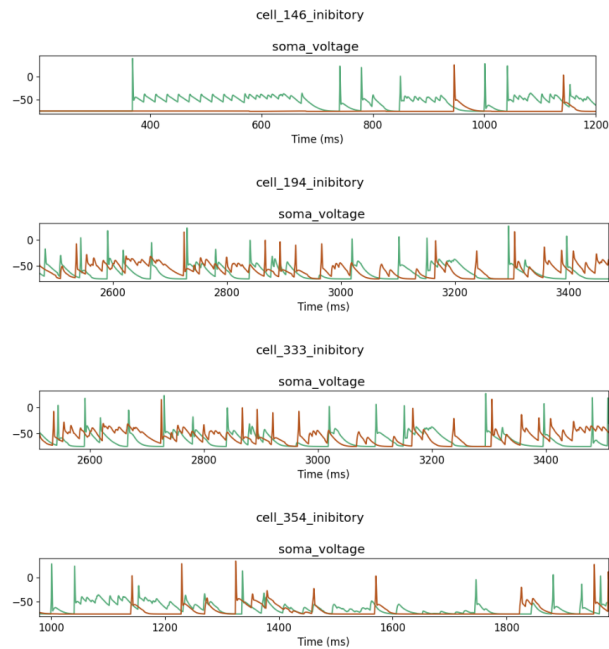 cell_146_inibitory
soma_voltage
0
−50
400 600 800 1000 1200
Time (ms)
cell_194_inibitory
soma_voltage
0
−50
2600 2800 3000 3200 3400
Time (ms)
cell_333_inibitory
soma_voltage
0
−50
2600 2800 3000 3200 3400
Time (ms)
cell_354_inibitory
soma_voltage
0
−50
1000 1200 1400 1600 1800
Time (ms)